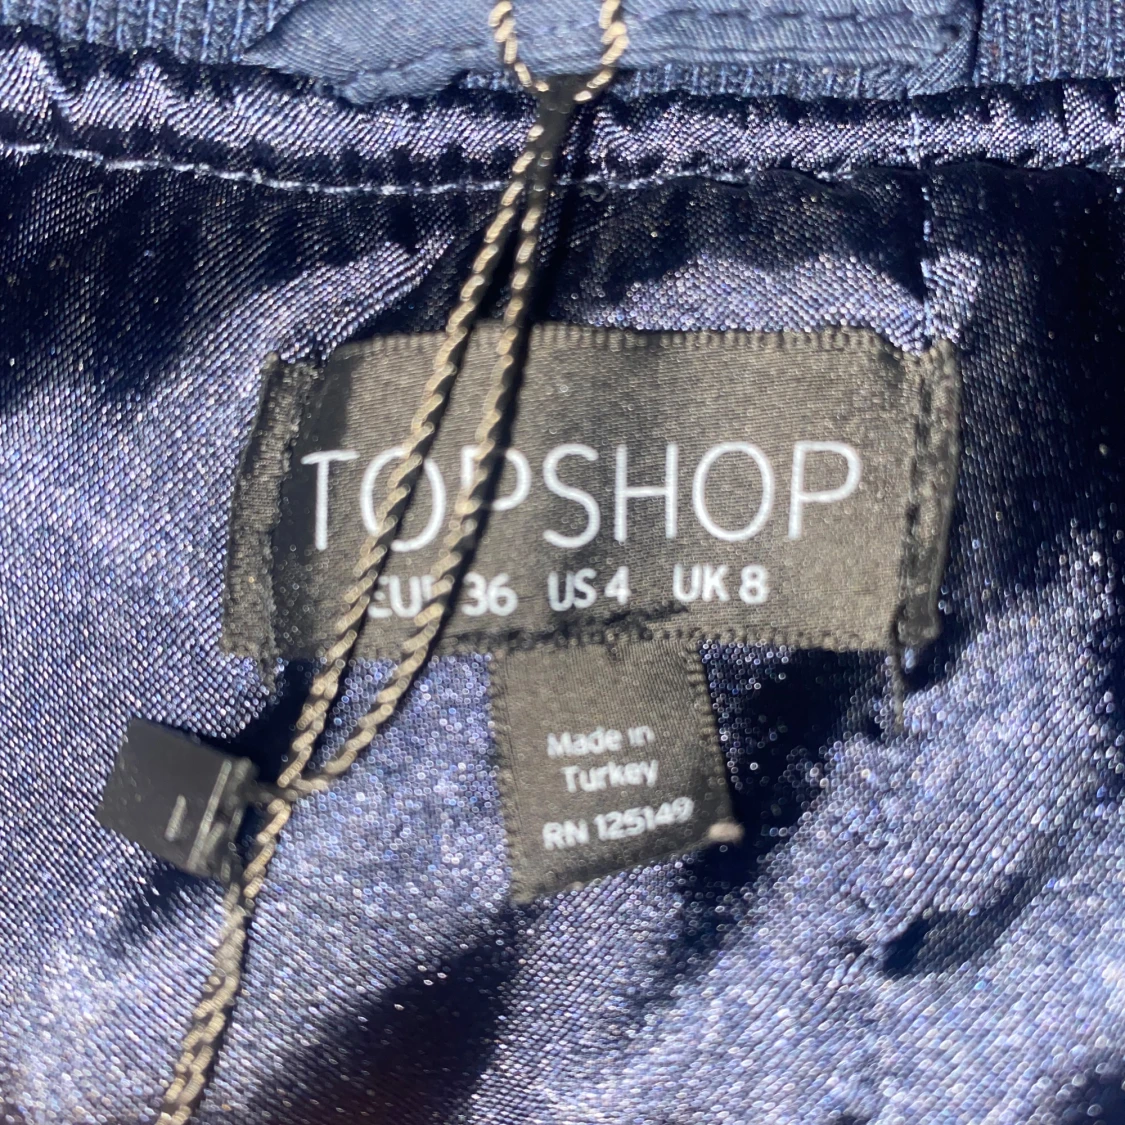 TOPSHOP
EUR 36 US 4 UK 8
Made in
Turkey
RN 125149